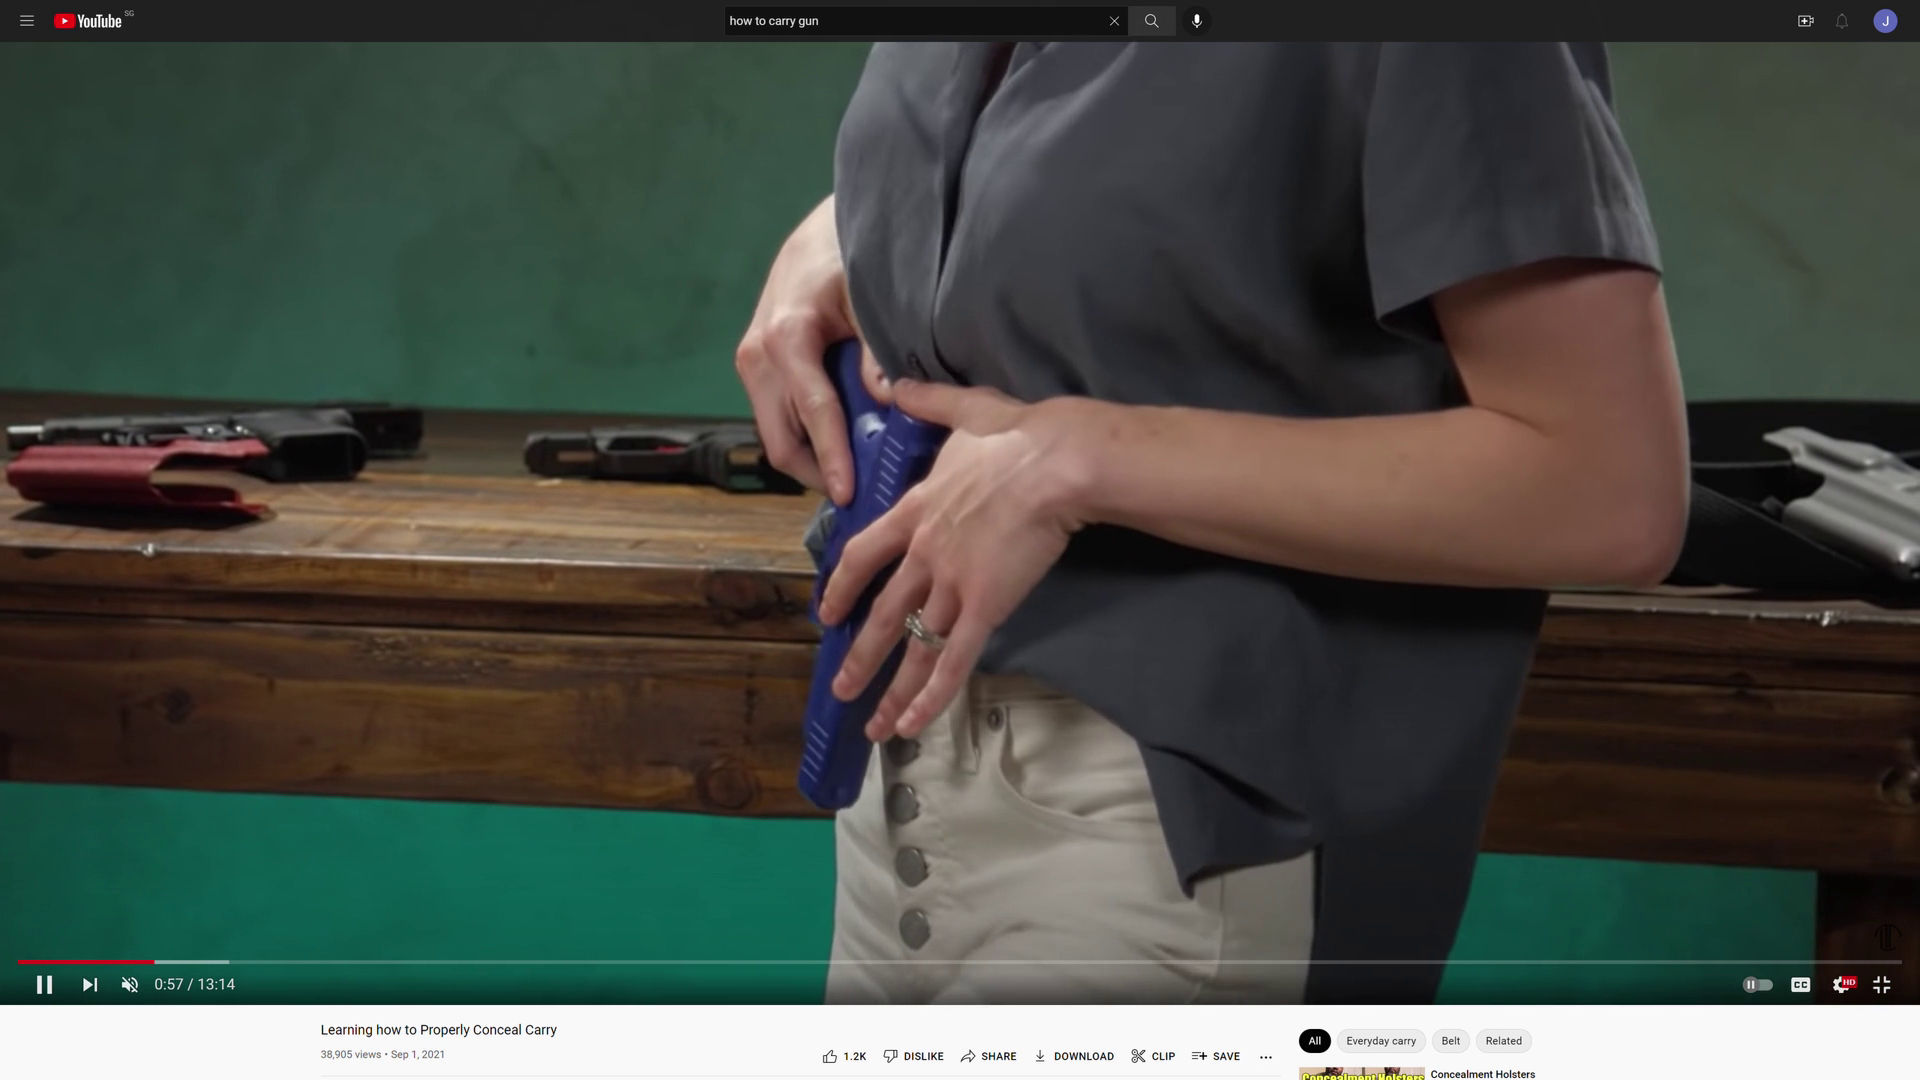 YouTube SG
how to carry gun
J
0:57 / 13:14
CC
HD
Learning how to Properly Conceal Carry
38,905 views • Sep 1, 2021
1.2K DISLIKE SHARE DOWNLOAD CLIP SAVE
All Everyday carry Belt Related
Concealment Holsters
Concealment Holsters